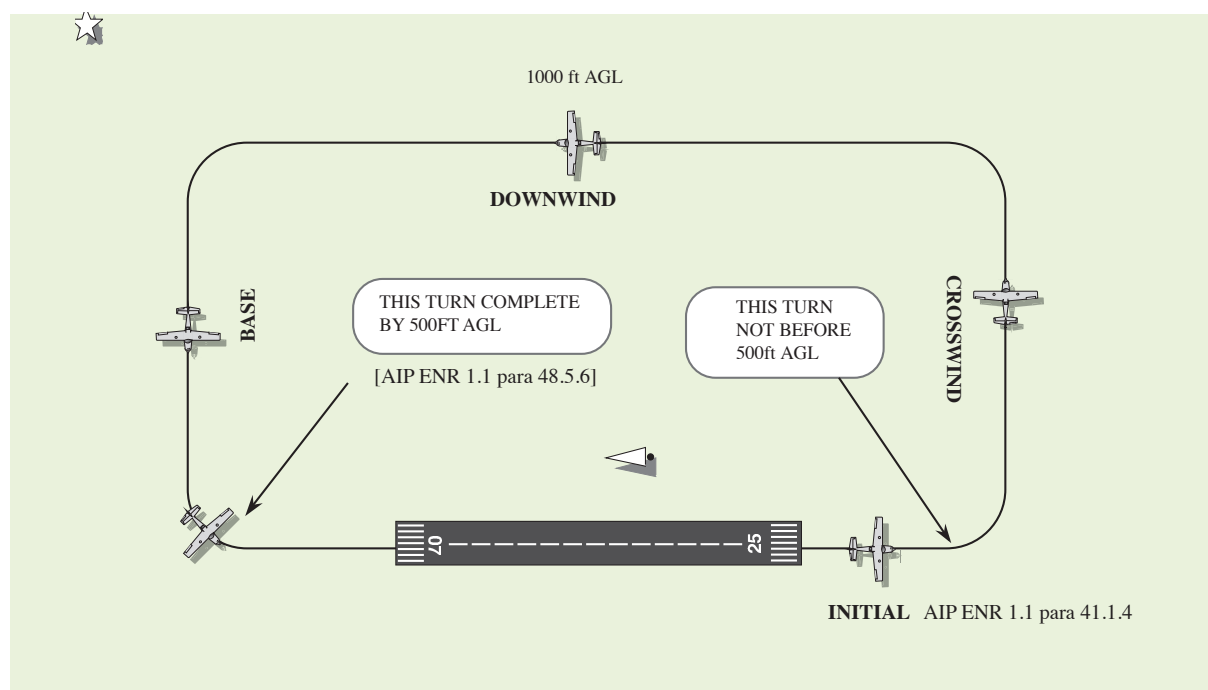 1000 ft AGL
DOWNWIND
BASE
THIS TURN COMPLETE
BY 500FT AGL
[AIP ENR 1.1 para 48.5.6]
THIS TURN
NOT BEFORE
500ft AGL
CROSSWIND
07
25
INITIAL AIP ENR 1.1 para 41.1.4